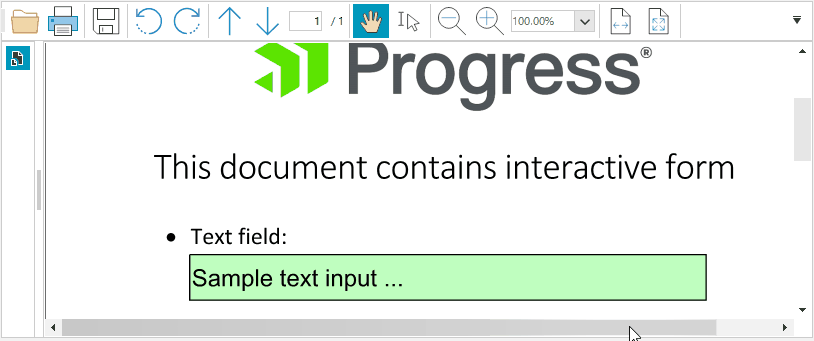 1 / 1 100.00%
Progress®
This document contains interactive form
• Text field:
Sample text input ...